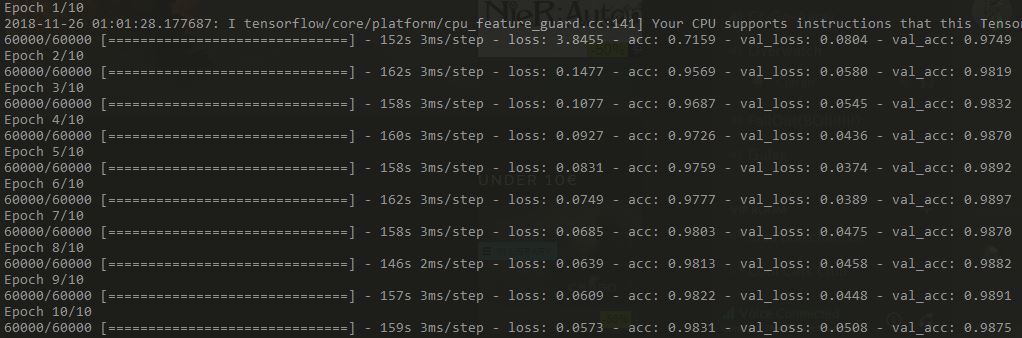 Epoch 1/10
2018-11-26 01:01:28.177687: I tensorflow/core/platform/cpu_feature_guard.cc:141] Your CPU supports instructions that this Tensor
60000/60000 [==============================] - 152s 3ms/step - loss: 3.8455 - acc: 0.7159 - val_loss: 0.0804 - val_acc: 0.9749
Epoch 2/10
60000/60000 [==============================] - 162s 3ms/step - loss: 0.1477 - acc: 0.9569 - val_loss: 0.0580 - val_acc: 0.9819
Epoch 3/10
60000/60000 [==============================] - 158s 3ms/step - loss: 0.1077 - acc: 0.9687 - val_loss: 0.0545 - val_acc: 0.9832
Epoch 4/10
60000/60000 [==============================] - 160s 3ms/step - loss: 0.0927 - acc: 0.9726 - val_loss: 0.0436 - val_acc: 0.9870
Epoch 5/10
60000/60000 [==============================] - 158s 3ms/step - loss: 0.0831 - acc: 0.9759 - val_loss: 0.0374 - val_acc: 0.9892
Epoch 6/10
60000/60000 [==============================] - 162s 3ms/step - loss: 0.0749 - acc: 0.9777 - val_loss: 0.0389 - val_acc: 0.9897
Epoch 7/10
60000/60000 [==============================] - 158s 3ms/step - loss: 0.0685 - acc: 0.9803 - val_loss: 0.0475 - val_acc: 0.9870
Epoch 8/10
60000/60000 [==============================] - 146s 2ms/step - loss: 0.0639 - acc: 0.9813 - val_loss: 0.0458 - val_acc: 0.9882
Epoch 9/10
60000/60000 [==============================] - 157s 3ms/step - loss: 0.0609 - acc: 0.9822 - val_loss: 0.0448 - val_acc: 0.9891
Epoch 10/10
60000/60000 [==============================] - 159s 3ms/step - loss: 0.0573 - acc: 0.9831 - val_loss: 0.0508 - val_acc: 0.9875
NieR:Autom
-50%
UNDER 10€
Voice Connected